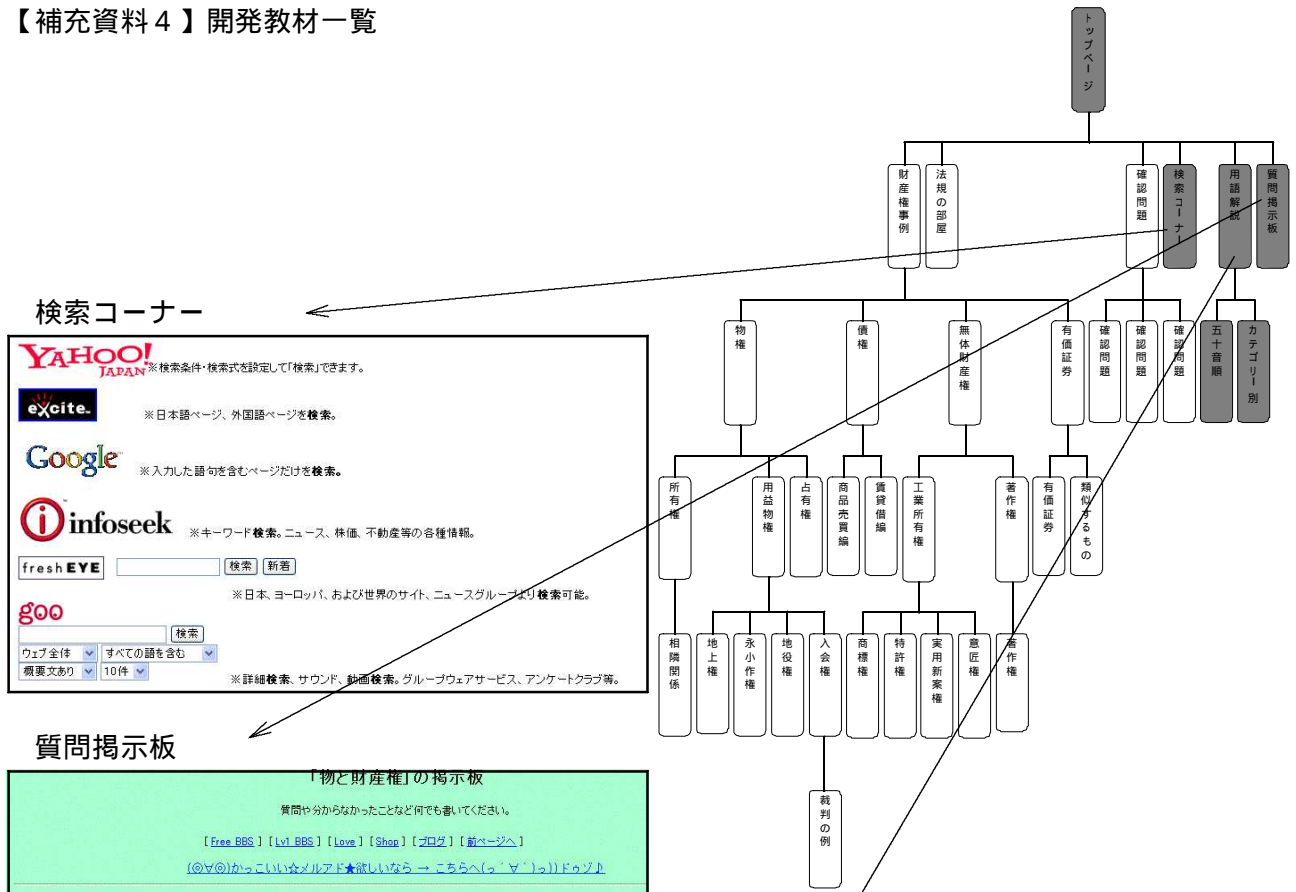 【補充資料４】開発教材一覧
トップページ
財産権事例
法規の部屋
確認問題
検索コーナー
用語解説
質問掲示板
物権
債権
無体財産権
有価証券
確認問題
確認問題
確認問題
五十音順
カテゴリー別
所有権
用益物権
占有権
商品売買編
賃貸借編
工業所有権
著作権
有価証券
類似するもの
相隣関係
地上権
永小作権
地役権
入会権
商標権
特許権
実用新案権
意匠権
著作権
裁判の例
検索コーナー
YAHOO! JAPAN ※検索条件・検索式を設定して「検索」できます。
excite. ※日本語ページ、外国語ページを検索。
Google ※入力した語句を含むページだけを検索。
infoseek ※キーワード検索。ニュース、株価、不動産等の各種情報。
freshEYE 検索 新着
※日本、ヨーロッパ、および世界のサイト、ニュースグループより検索可能。
goo
検索
ウェブ全体 すべての語を含む
概要文あり 10件
※詳細検索、サウンド、動画検索。グループウェアサービス、アンケートクラブ等。
質問掲示板
「物と財産権」の掲示板
質問や分からなかったことなど何でも書いてください。
[ Free BBS ] [ Lv1 BBS ] [ Love ] [ Shop ] [ ブログ ] [ 前ページへ ]
(◎∀◎)かっこいい☆メルアド★欲しいなら → こちらへ(っ´∀｀)っ))ドゥゾ♪